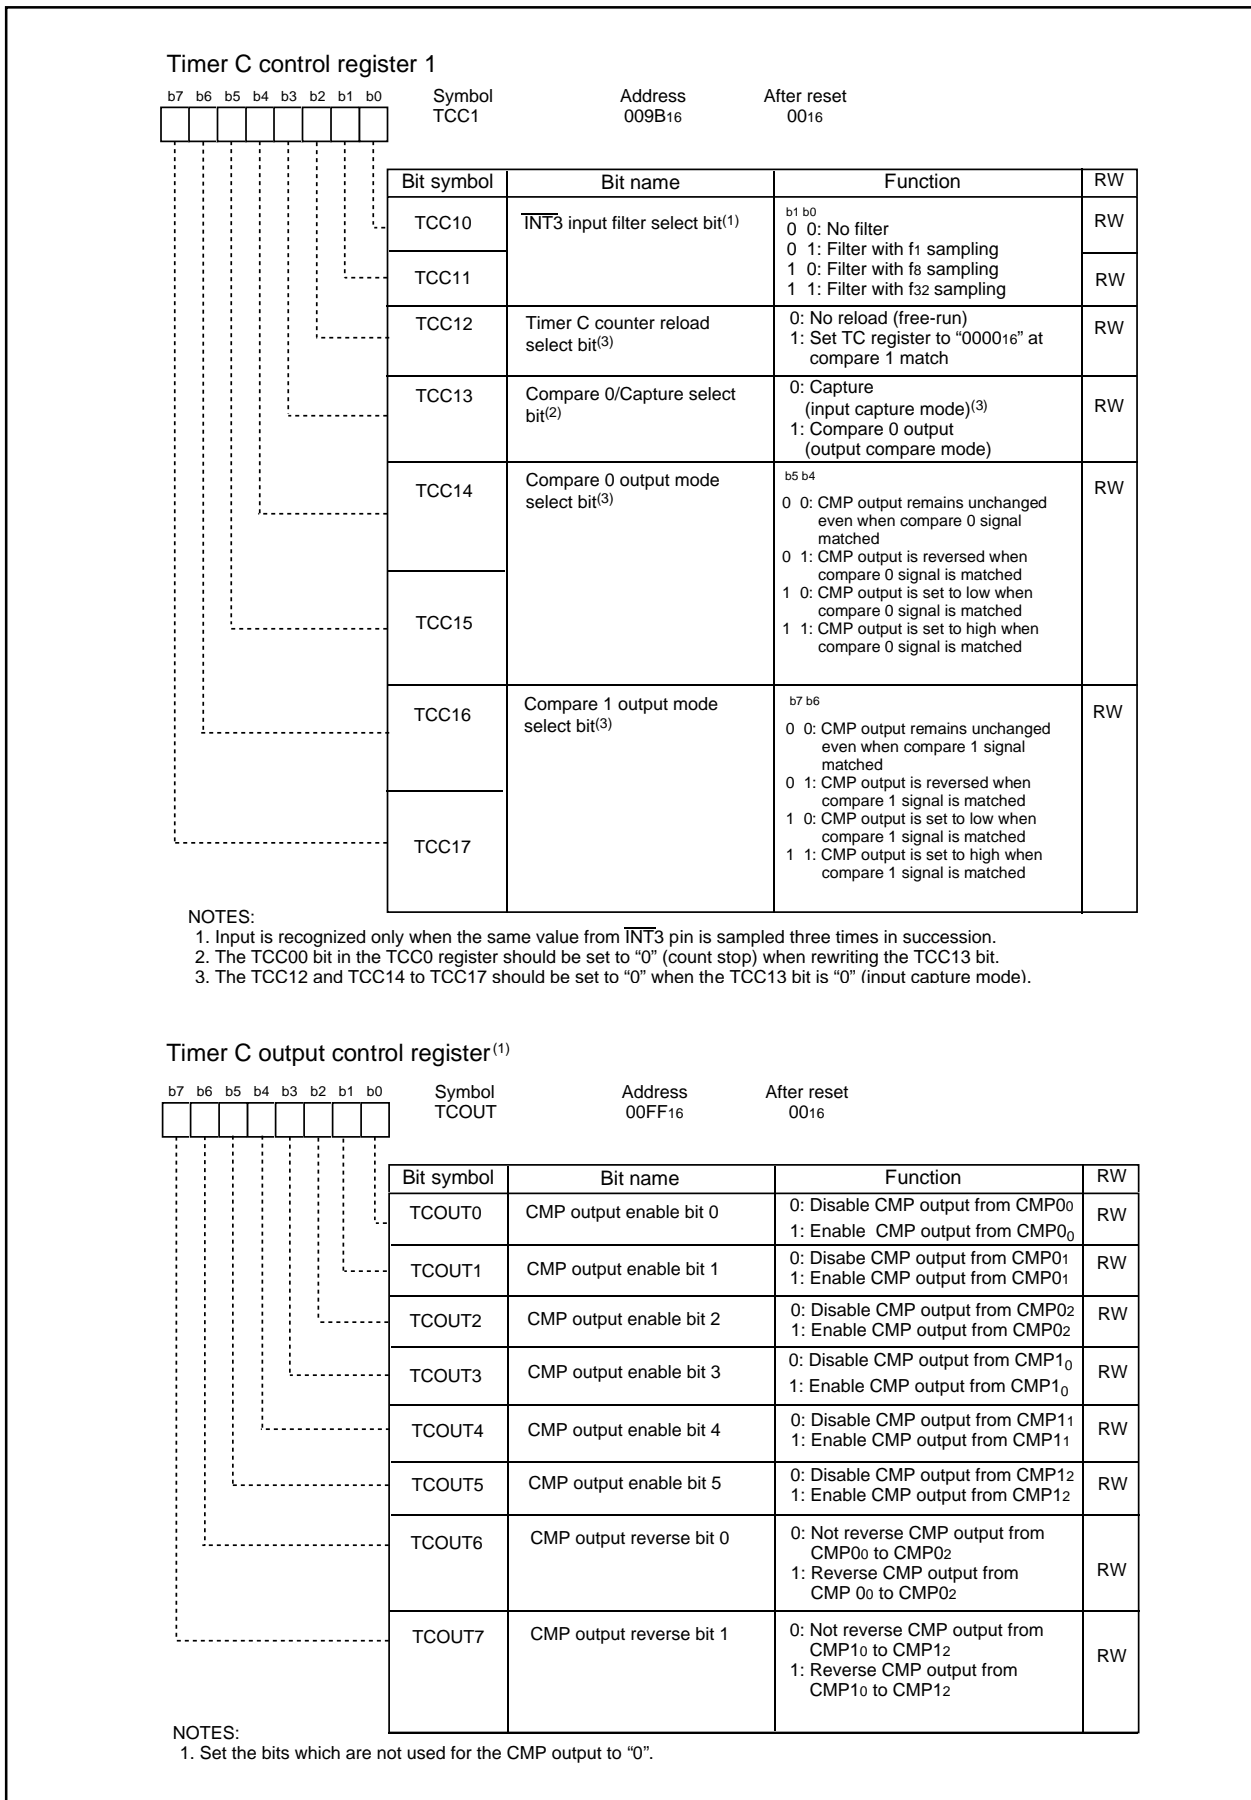 Timer C control register 1
b7 b6 b5 b4 b3 b2 b1 b0
Symbol Address After reset
TCC1 009B16 0016
Bit symbol Bit name Function RW
TCC10 INT3 input filter select bit(1) RW
b1 b0
0 0: No filter
0 1: Filter with f1 sampling
TCC11 1 0: Filter with f8 sampling RW
1 1: Filter with f32 sampling
TCC12 Timer C counter reload 0: No reload (free-run) RW
select bit(3) 1: Set TC register to “000016” at
compare 1 match
TCC13 Compare 0/Capture select 0: Capture RW
bit(2) (input capture mode)(3)
1: Compare 0 output
(output compare mode)
TCC14 Compare 0 output mode b5 b4 RW
select bit(3)
0 0: CMP output remains unchanged
even when compare 0 signal
matched
0 1: CMP output is reversed when
compare 0 signal is matched
1 0: CMP output is set to low when
compare 0 signal is matched
TCC15
1 1: CMP output is set to high when
compare 0 signal is matched
TCC16 Compare 1 output mode b7 b6 RW
select bit(3)
0 0: CMP output remains unchanged
even when compare 1 signal
matched
0 1: CMP output is reversed when
compare 1 signal is matched
1 0: CMP output is set to low when
compare 1 signal is matched
TCC17
1 1: CMP output is set to high when
compare 1 signal is matched
NOTES:
1. Input is recognized only when the same value from INT3 pin is sampled three times in succession.
2. The TCC00 bit in the TCC0 register should be set to “0” (count stop) when rewriting the TCC13 bit.
3. The TCC12 and TCC14 to TCC17 should be set to “0” when the TCC13 bit is “0” (input capture mode).
Timer C output control register(1)
b7 b6 b5 b4 b3 b2 b1 b0
Symbol Address After reset
TCOUT 00FF16 0016
Bit symbol Bit name Function RW
TCOUT0 CMP output enable bit 0 0: Disable CMP output from CMP00 RW
1: Enable CMP output from CMP00
TCOUT1 CMP output enable bit 1 0: Disabe CMP output from CMP01 RW
1: Enable CMP output from CMP01
TCOUT2 CMP output enable bit 2 0: Disable CMP output from CMP02 RW
1: Enable CMP output from CMP02
TCOUT3 CMP output enable bit 3 0: Disable CMP output from CMP10 RW
1: Enable CMP output from CMP10
TCOUT4 CMP output enable bit 4 0: Disable CMP output from CMP11 RW
1: Enable CMP output from CMP11
TCOUT5 CMP output enable bit 5 0: Disable CMP output from CMP12 RW
1: Enable CMP output from CMP12
TCOUT6 CMP output reverse bit 0 0: Not reverse CMP output from
CMP00 to CMP02
1: Reverse CMP output from RW
CMP 00 to CMP02
TCOUT7 CMP output reverse bit 1 0: Not reverse CMP output from
CMP10 to CMP12 RW
1: Reverse CMP output from
CMP10 to CMP12
NOTES:
1. Set the bits which are not used for the CMP output to “0”.